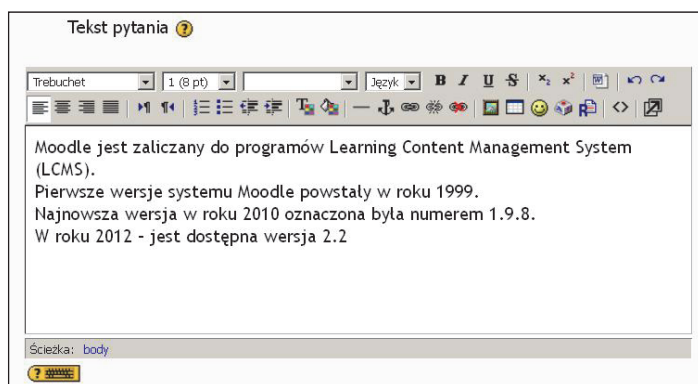 Tekst pytania ?
Trebuchet 1 (8 pt) Język B I U S x₂ x² W
Moodle jest zaliczany do programów Learning Content Management System
(LCMS).
Pierwsze wersje systemu Moodle powstały w roku 1999.
Najnowsza wersja w roku 2010 oznaczona była numerem 1.9.8.
W roku 2012 - jest dostępna wersja 2.2
Ścieżka: body
?